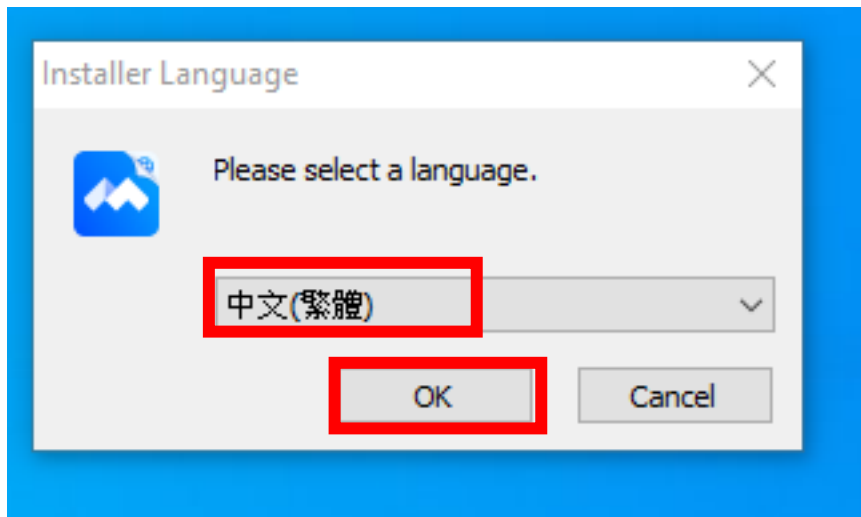 Installer Language
Please select a language.
中文(繁體)
OK
Cancel